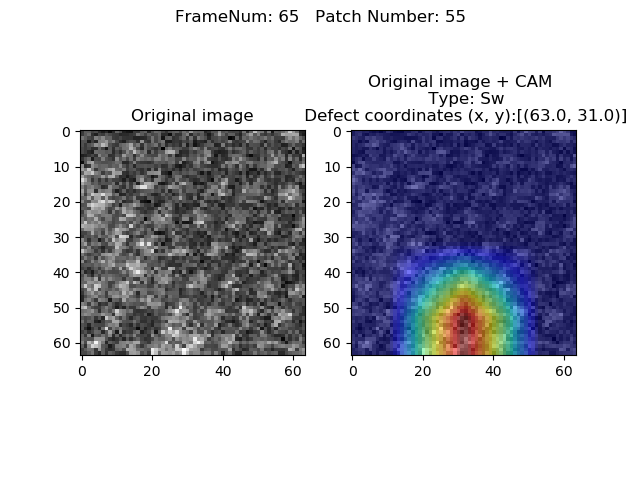 FrameNum: 65   Patch Number: 55
Original image
0
10
20
30
40
50
60
0 20 40 60
Original image + CAM
Type: Sw
Defect coordinates (x, y):[(63.0, 31.0)]
0
10
20
30
40
50
60
0 20 40 60